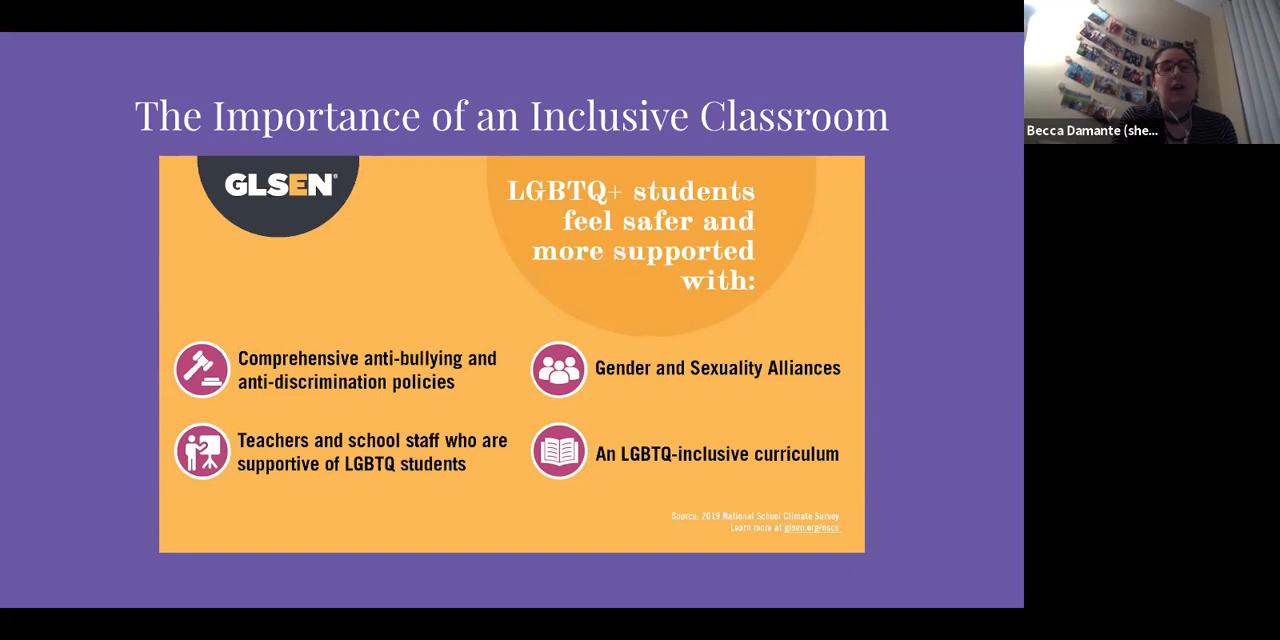 The Importance of an Inclusive Classroom
GLSEN®
LGBTQ+ students
feel safer and
more supported
with:
Comprehensive anti-bullying and
anti-discrimination policies
Gender and Sexuality Alliances
Teachers and school staff who are
supportive of LGBTQ students
An LGBTQ-inclusive curriculum
Source: 2019 National School Climate Survey
Learn more at glsen.org/nscs
Becca Damante (she...